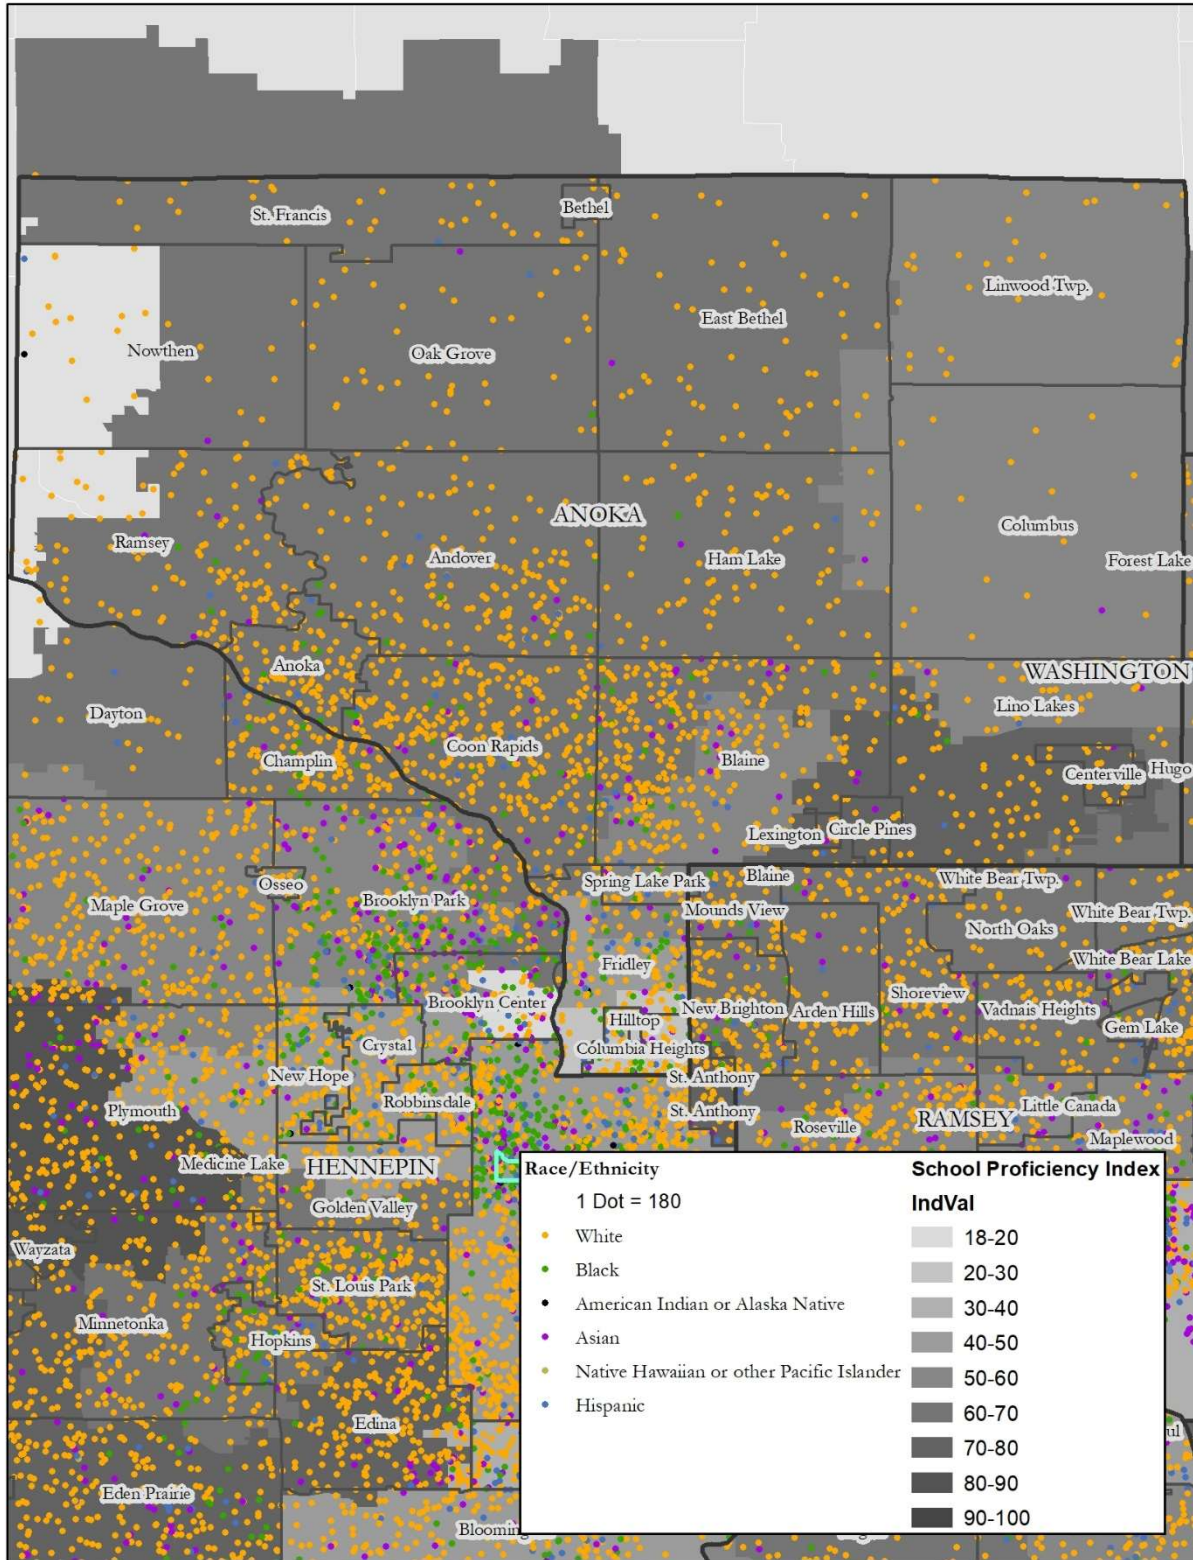 St. Francis
Bethel
Linwood Twp.
East Bethel
Nowthen
Oak Grove
ANOKA
Columbus
Ramsey
Andover
Ham Lake
Forest Lake
Anoka
WASHINGTON
Lino Lakes
Dayton
Coon Rapids
Champlin
Blaine
Centerville
Hugo
Lexington
Circle Pines
Osseo
Spring Lake Park
Blaine
White Bear Twp.
Maple Grove
Brooklyn Park
Mounds View
North Oaks
White Bear Twp.
Fridley
White Bear Lake
Shoreview
Brooklyn Center
Hilltop
New Brighton
Arden Hills
Vadnais Heights
Gem Lake
Crystal
Columbia Heights
New Hope
St. Anthony
Robbinsdale
Plymouth
St. Anthony
Roseville
RAMSEY
Little Canada
Maplewood
Medicine Lake
HENNEPIN
Golden Valley
Wayzata
St. Louis Park
Minnetonka
Hopkins
Edina
Eden Prairie
Blooming
ul
Race/Ethnicity
1 Dot = 180
White
Black
American Indian or Alaska Native
Asian
Native Hawaiian or other Pacific Islander
Hispanic
School Proficiency Index
IndVal
18-20
20-30
30-40
40-50
50-60
60-70
70-80
80-90
90-100